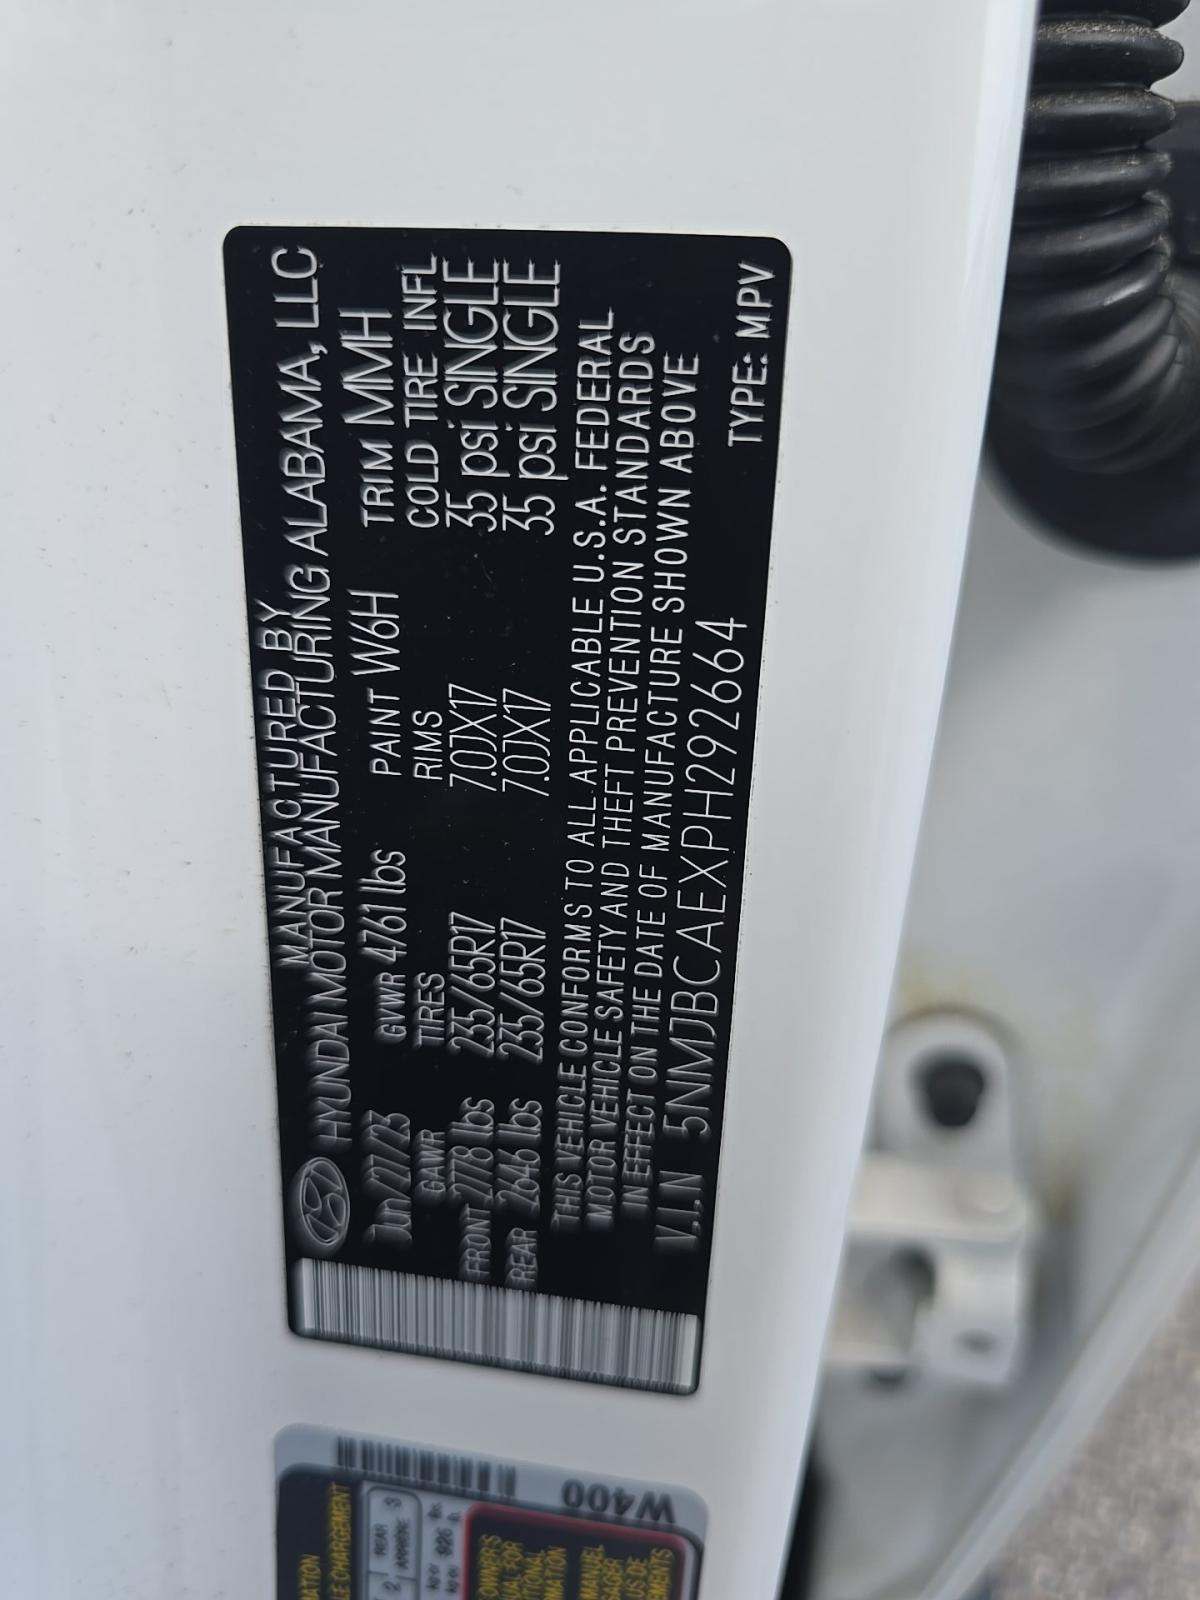 MANUFACTURED BY
HYUNDAI MOTOR MANUFACTURING ALABAMA, LLC
Jun/27/23 GVWR 4761 lbs PAINT W6H TRIM MMH
GAWR TIRES RIMS COLD TIRE INFL
FRONT 2778 lbs 235/65R17 7.0JX17 35 psi SINGLE
REAR 2646 lbs 235/65R17 7.0JX17 35 psi SINGLE
THIS VEHICLE CONFORMS TO ALL APPLICABLE U.S.A. FEDERAL
MOTOR VEHICLE SAFETY AND THEFT PREVENTION STANDARDS
IN EFFECT ON THE DATE OF MANUFACTURE SHOWN ABOVE
V.I.N 5NMJBCAEXPH292664 TYPE: MPV
W400